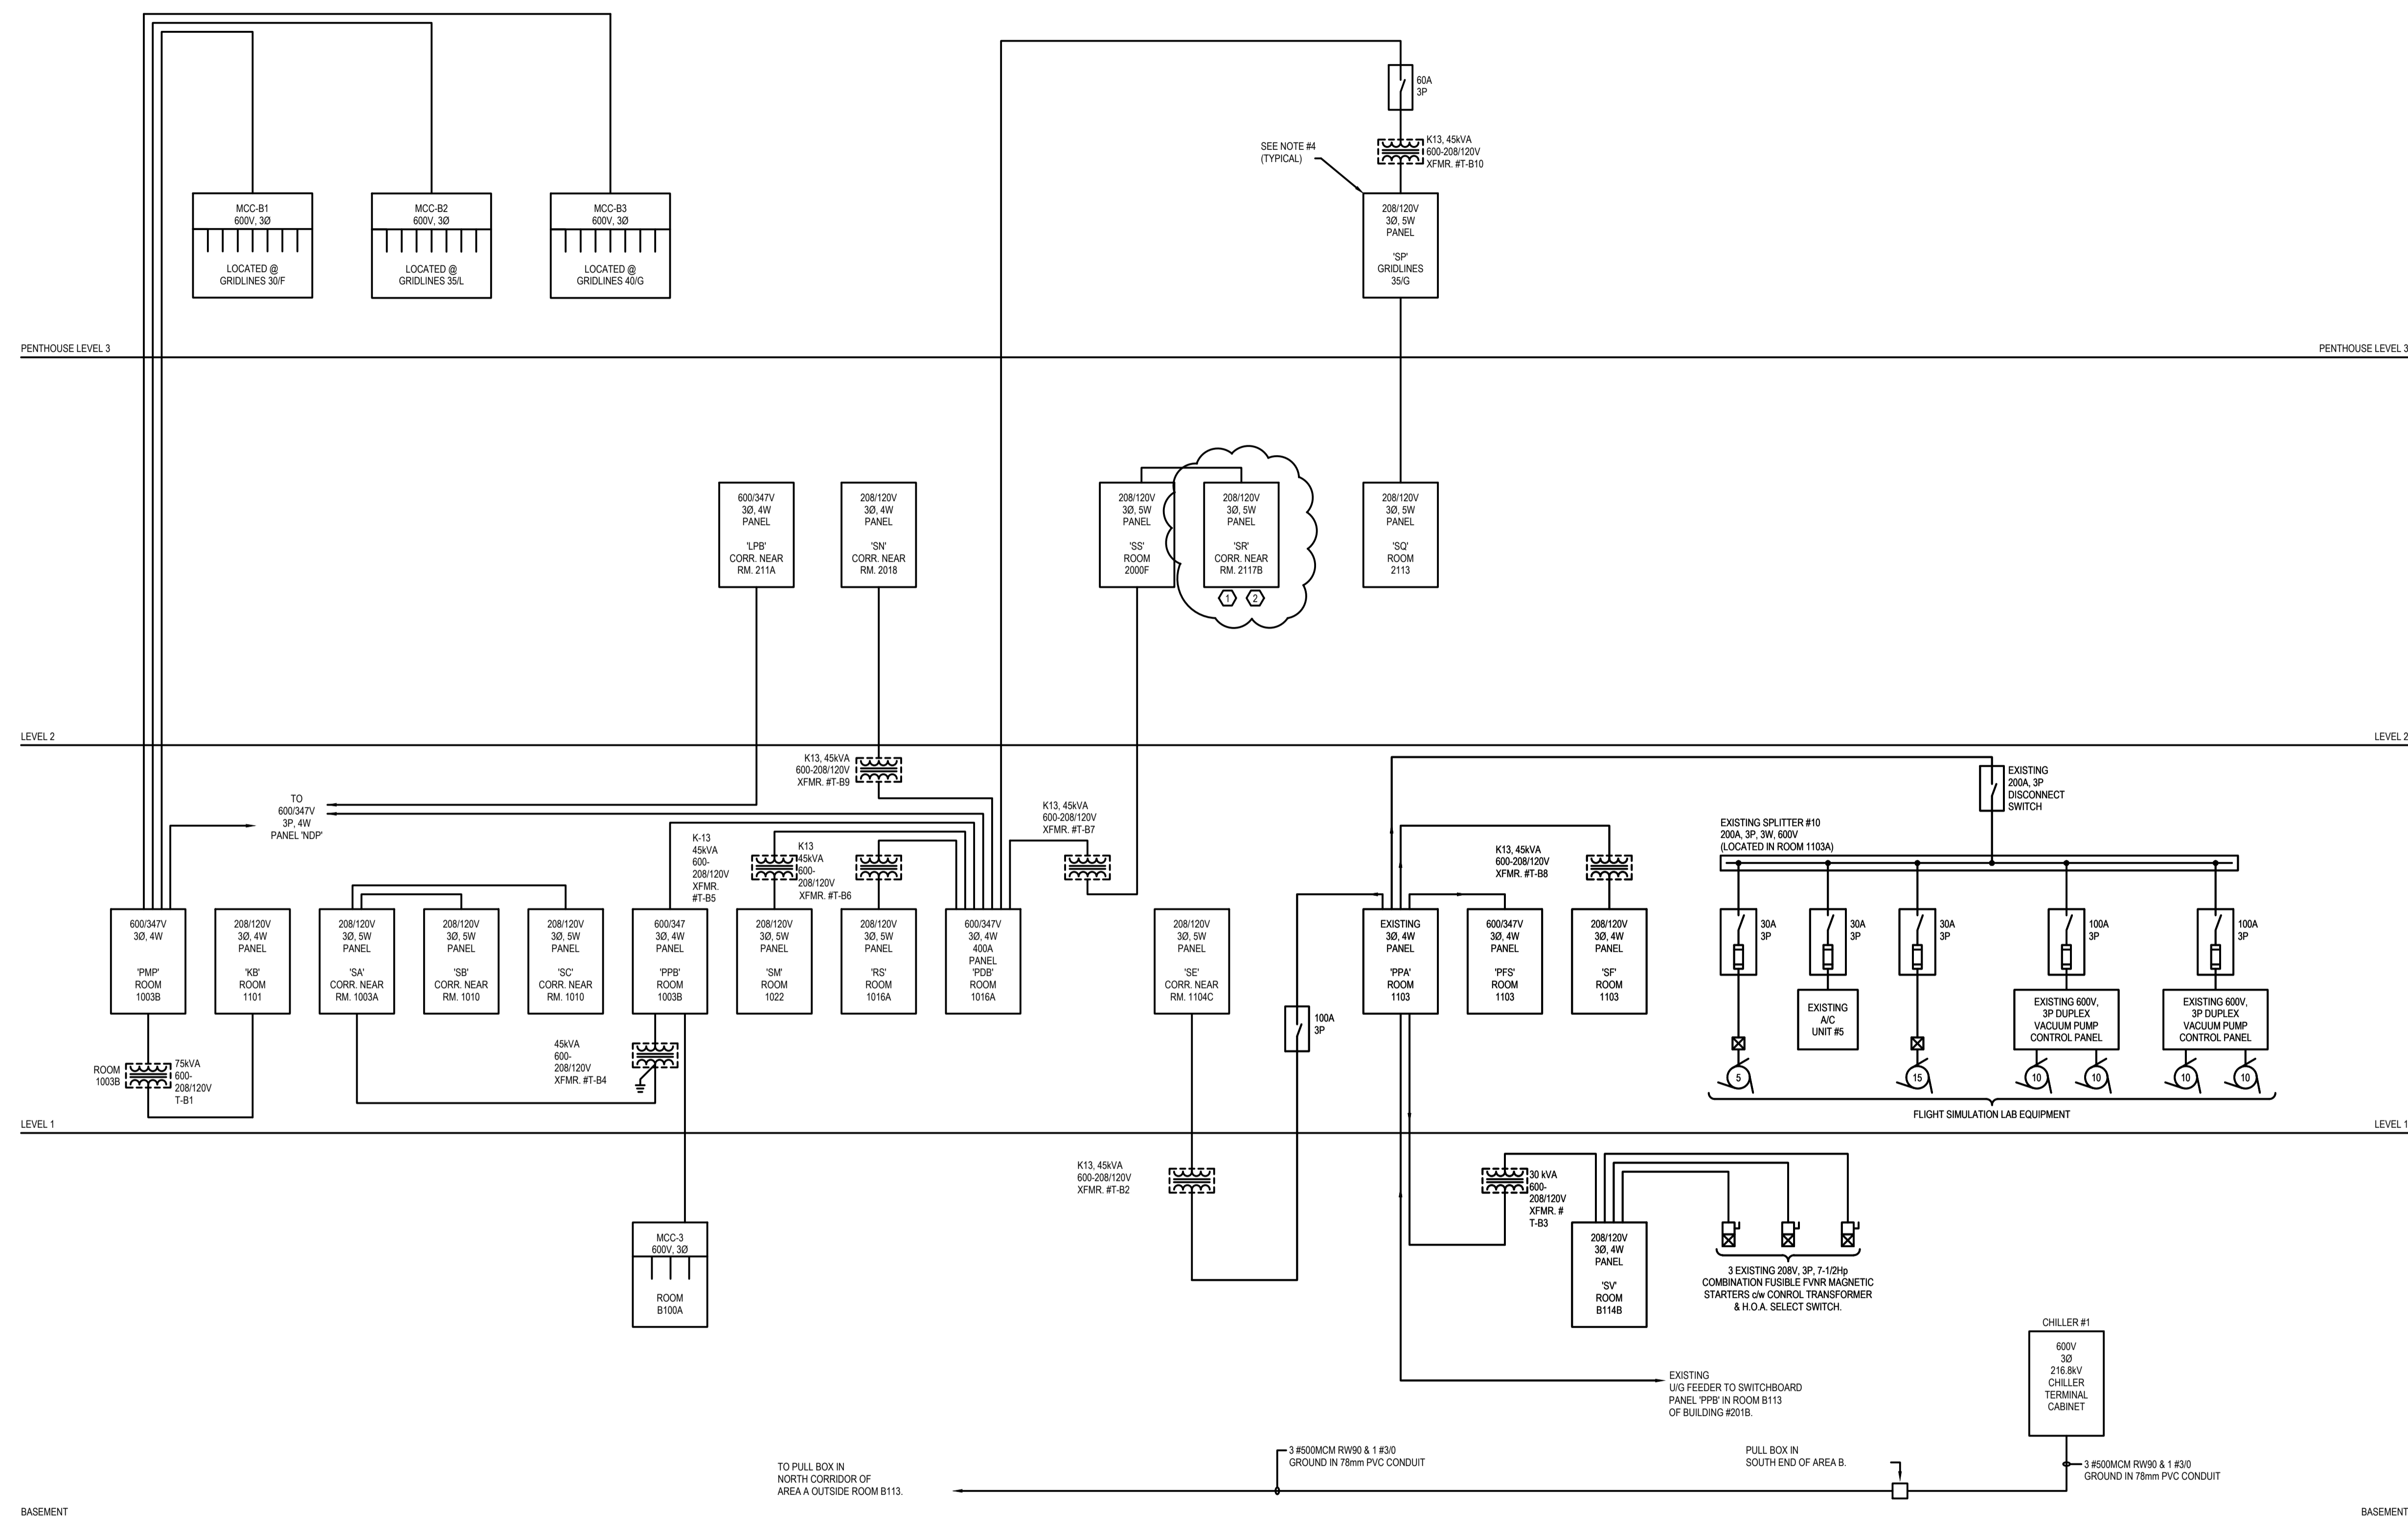 60A
3P
K13, 45kVA
600-208/120V
XFMR. #T-B10
SEE NOTE #4
(TYPICAL)
MCC-B1
600V, 3Ø
LOCATED @
GRIDLINES 30/F
MCC-B2
600V, 3Ø
LOCATED @
GRIDLINES 35/L
MCC-B3
600V, 3Ø
LOCATED @
GRIDLINES 40/G
208/120V
3Ø, 5W
PANEL
'SP'
GRIDLINES
35/G
PENTHOUSE LEVEL 3
PENTHOUSE LEVEL 3
600/347V
3Ø, 4W
PANEL
'LPB'
CORR. NEAR
RM. 211A
208/120V
3Ø, 4W
PANEL
'SN'
CORR. NEAR
RM. 2018
208/120V
3Ø, 5W
PANEL
'SS'
ROOM
2000F
208/120V
3Ø, 5W
PANEL
'SR'
CORR. NEAR
RM. 2117B
1
2
208/120V
3Ø, 5W
PANEL
'SQ'
ROOM
2113
LEVEL 2
LEVEL 2
K13, 45kVA
600-208/120V
XFMR. #T-B9
TO
600/347V
3P, 4W
PANEL 'NDP'
K-13
45kVA
600-
208/120V
XFMR.
#T-B5
K13
45kVA
600-
208/120V
XFMR. #T-B6
K13, 45kVA
600-208/120V
XFMR. #T-B7
K13, 45kVA
600-208/120V
XFMR. #T-B8
EXISTING
200A, 3P
DISCONNECT
SWITCH
EXISTING SPLITTER #10
200A, 3P, 3W, 600V
(LOCATED IN ROOM 1103A)
600/347V
3Ø, 4W
'PMP'
ROOM
1003B
208/120V
3Ø, 4W
PANEL
'KB'
ROOM
1101
208/120V
3Ø, 5W
PANEL
'SA'
CORR. NEAR
RM. 1003A
208/120V
3Ø, 5W
PANEL
'SB'
CORR. NEAR
RM. 1010
208/120V
3Ø, 5W
PANEL
'SC'
CORR. NEAR
RM. 1010
600/347
3Ø, 4W
PANEL
'PPB'
ROOM
1003B
208/120V
3Ø, 5W
PANEL
'SM'
ROOM
1022
208/120V
3Ø, 5W
PANEL
'RS'
ROOM
1016A
600/347V
3Ø, 4W
400A
PANEL
'PDB'
ROOM
1016A
208/120V
3Ø, 5W
PANEL
'SE'
CORR. NEAR
RM. 1104C
EXISTING
3Ø, 4W
PANEL
'PPA'
ROOM
1103
600/347V
3Ø, 4W
PANEL
'PFS'
ROOM
1103
208/120V
3Ø, 4W
PANEL
'SF'
ROOM
1103
30A
3P
30A
3P
30A
3P
100A
3P
100A
3P
EXISTING
A/C
UNIT #5
EXISTING 600V,
3P DUPLEX
VACUUM PUMP
CONTROL PANEL
EXISTING 600V,
3P DUPLEX
VACUUM PUMP
CONTROL PANEL
100A
3P
ROOM
1003B
75kVA
600-
208/120V
T-B1
45kVA
600-
208/120V
XFMR. #T-B4
5
15
10
10
10
10
FLIGHT SIMULATION LAB EQUIPMENT
LEVEL 1
LEVEL 1
K13, 45kVA
600-208/120V
XFMR. #T-B2
30 kVA
600-
208/120V
XFMR. #
T-B3
MCC-3
600V, 3Ø
ROOM
B100A
208/120V
3Ø, 4W
PANEL
'SV'
ROOM
B114B
3 EXISTING 208V, 3P, 7-1/2Hp
COMBINATION FUSIBLE FVNR MAGNETIC
STARTERS c/w CONROL TRANSFORMER
& H.O.A. SELECT SWITCH.
CHILLER #1
600V
3Ø
216.8kV
CHILLER
TERMINAL
CABINET
EXISTING
U/G FEEDER TO SWITCHBOARD
PANEL 'PPB' IN ROOM B113
OF BUILDING #201B.
TO PULL BOX IN
NORTH CORRIDOR OF
AREA A OUTSIDE ROOM B113.
3 #500MCM RW90 & 1 #3/0
GROUND IN 78mm PVC CONDUIT
PULL BOX IN
SOUTH END OF AREA B.
3 #500MCM RW90 & 1 #3/0
GROUND IN 78mm PVC CONDUIT
BASEMENT
BASEMENT